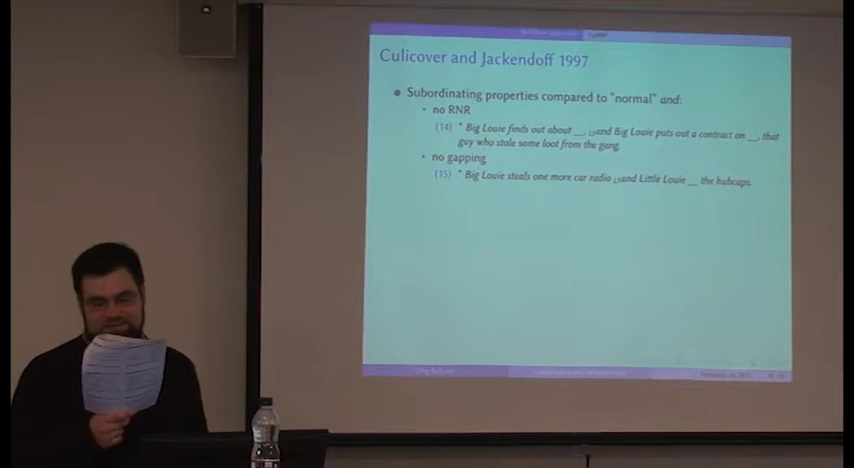 Culicover and Jackendoff 1997
• Subordinating properties compared to "normal" and:
• no RNR
(14) * Big Louie finds out about __, LSand Big Louie puts out a contract on __, that
guy who stole some loot from the gang.
• no gapping
(15) * Big Louie steals one more car radio LSand Little Louie __ the hubcaps.